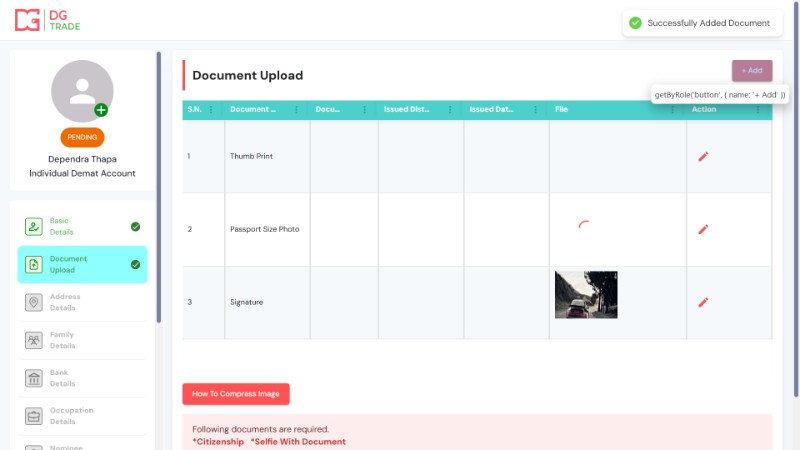 DG
TRADE
Successfully Added Document
PENDING
Dependra Thapa
Individual Demat Account
Basic
Details
Document
Upload
Address
Details
Family
Details
Bank
Details
Occupation
Details
Nominee
Document Upload
+ Add
getByRole('button', { name: '+ Add' })
S.N. Document ... Docu... Issued Dist... Issued Dat... File Action
1 Thumb Print
2 Passport Size Photo
3 Signature
How To Compress Image
Following documents are required.
*Citizenship *Selfie With Document